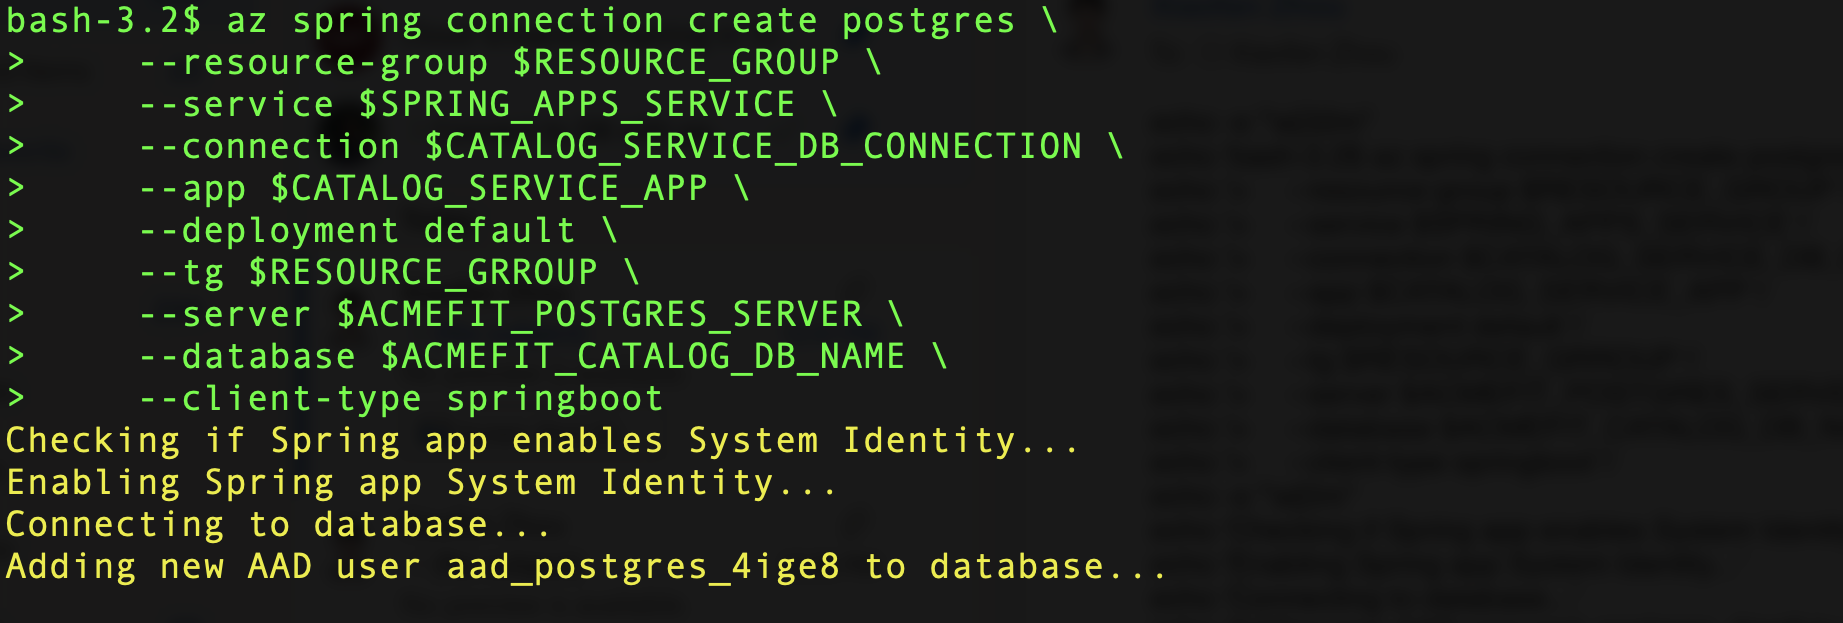 bash-3.2$ az spring connection create postgres \
>     --resource-group $RESOURCE_GROUP \
>     --service $SPRING_APPS_SERVICE \
>     --connection $CATALOG_SERVICE_DB_CONNECTION \
>     --app $CATALOG_SERVICE_APP \
>     --deployment default \
>     --tg $RESOURCE_GRROUP \
>     --server $ACMEFIT_POSTGRES_SERVER \
>     --database $ACMEFIT_CATALOG_DB_NAME \
>     --client-type springboot
Checking if Spring app enables System Identity...
Enabling Spring app System Identity...
Connecting to database...
Adding new AAD user aad_postgres_4ige8 to database...